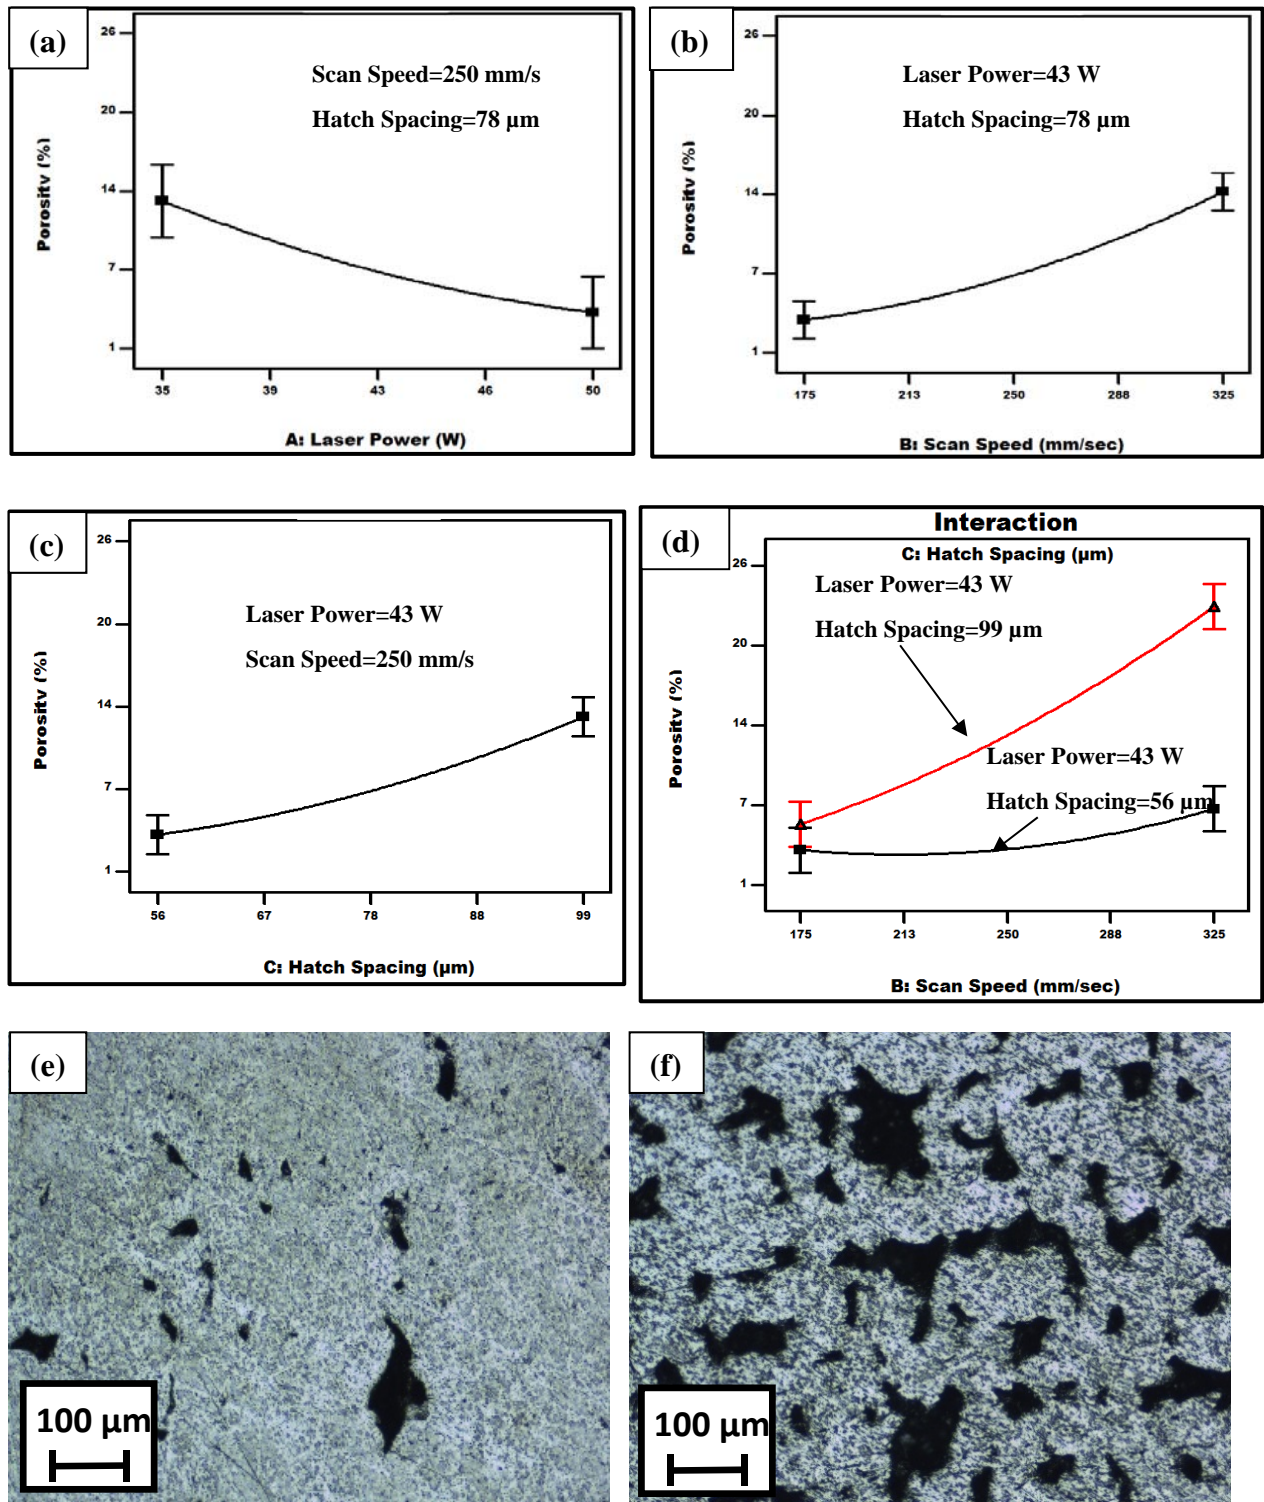 (a)
Scan Speed=250 mm/s
Hatch Spacing=78 µm
Porosity (%)
26
20
14
7
1
35 39 43 46 50
A: Laser Power (W)
(b)
Laser Power=43 W
Hatch Spacing=78 µm
Porosity (%)
26
20
14
7
1
175 213 250 288 325
B: Scan Speed (mm/sec)
(c)
Laser Power=43 W
Scan Speed=250 mm/s
Porosity (%)
26
20
14
7
1
56 67 78 88 99
C: Hatch Spacing (µm)
(d)
Interaction
C: Hatch Spacing (µm)
Laser Power=43 W
Hatch Spacing=99 µm
Laser Power=43 W
Hatch Spacing=56 µm
Porosity (%)
26
20
14
7
1
175 213 250 288 325
B: Scan Speed (mm/sec)
(e)
100 µm
(f)
100 µm